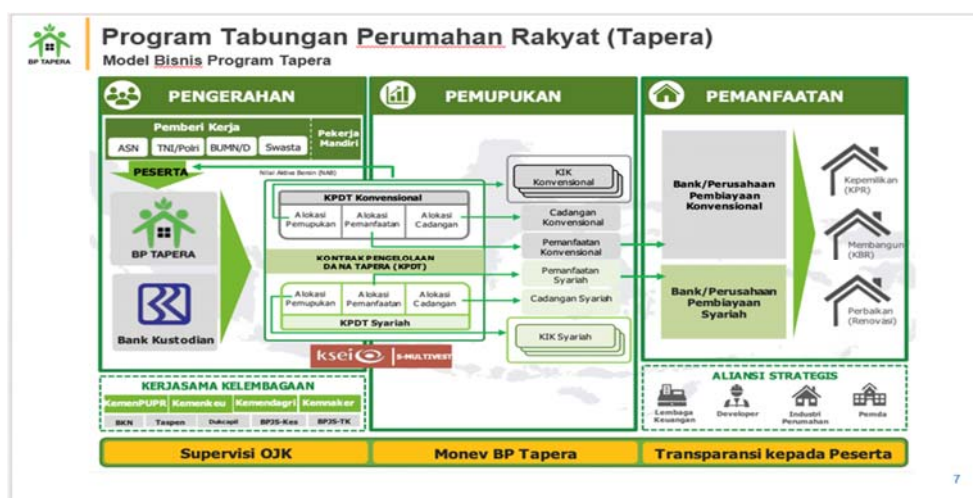 BP TAPERA
Program Tabungan Perumahan Rakyat (Tapera)
Model Bisnis Program Tapera
PENGERAHAN
Pemberi Kerja
ASN
TNI/Polri
BUMN/D
Swasta
Pekerja
Mandiri
PESERTA
BP TAPERA
Bank Kustodian
Nilai Aktiva Bersih (NAB)
KPDT Konvensional
Alokasi
Pemupukan
Alokasi
Pemanfaatan
Alokasi
Cadangan
KONTRAK PENGELOLAAN
DANA TAPERA (KPDT)
Alokasi
Pemupukan
Alokasi
Pemanfaatan
Alokasi
Cadangan
KPDT Syariah
ksei
S-MULTIVEST
PEMUPUKAN
KIK
Konvensional
Cadangan
Konvensional
Pemanfaatan
Konvensional
Pemanfaatan
Syariah
Cadangan Syariah
KIK Syariah
PEMANFAATAN
Bank/Perusahaan
Pembiayaan
Konvensional
Bank/Perusahaan
Pembiayaan
Syariah
Kepemilikan
(KPR)
Membangun
(KBR)
Perbaikan
(Renovasi)
KERJASAMA KELEMBAGAAN
KemenPUPR
Kemenkeu
Kemendagri
Kemnaker
BKN
Taspen
Dukcapil
BPJS-Kes
BPJS-TK
ALIANSI STRATEGIS
Lembaga
Keuangan
Developer
Industri
Perumahan
Pemda
Supervisi OJK
Monev BP Tapera
Transparansi kepada Peserta
7